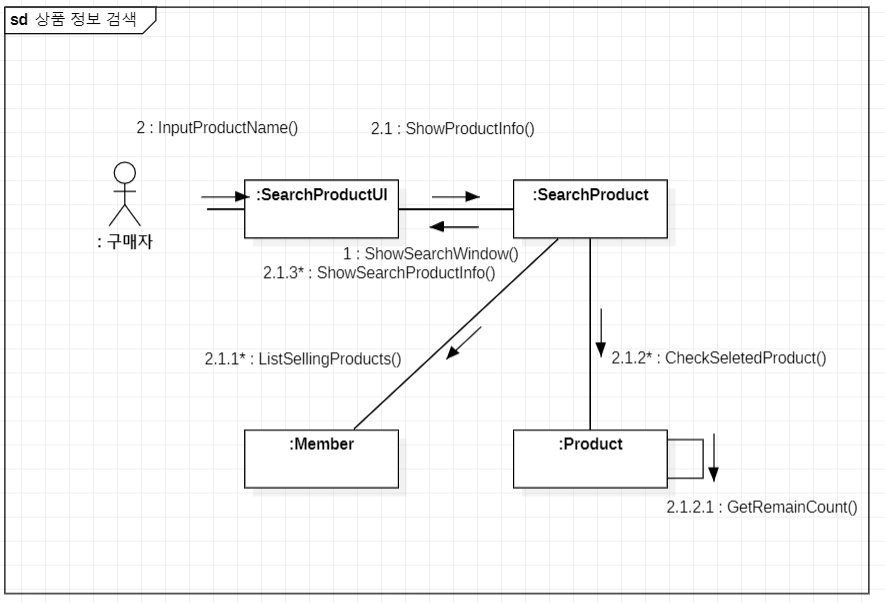 sd 상품 정보 검색
2 : InputProductName()
2.1 : ShowProductInfo()
:SearchProductUI
:SearchProduct
: 구매자
1 : ShowSearchWindow()
2.1.3* : ShowSearchProductInfo()
2.1.1* : ListSellingProducts()
2.1.2* : CheckSeletedProduct()
:Member
:Product
2.1.2.1 : GetRemainCount()